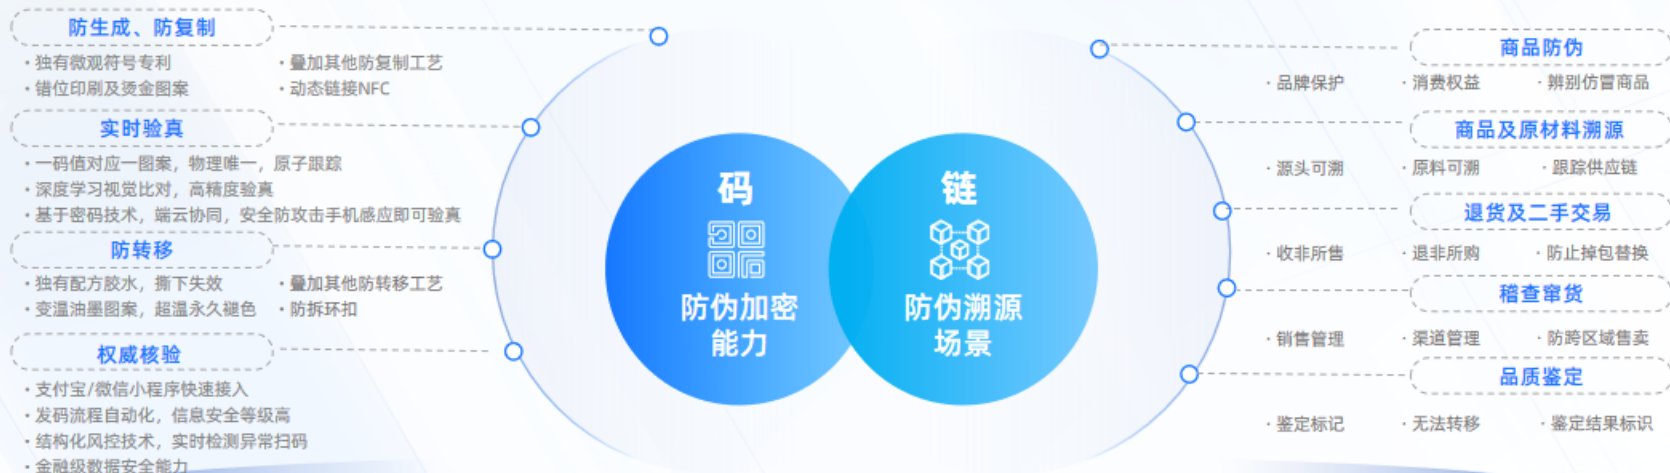 防生成、防复制
· 独有微观符号专利
· 叠加其他防复制工艺
· 错位印刷及烫金图案
· 动态链接NFC
实时验真
· 一码值对应一图案，物理唯一，原子跟踪
· 深度学习视觉比对，高精度验真
· 基于密码技术，端云协同，安全防攻击手机感应即可验真
防转移
· 独有配方胶水，撕下失效
· 叠加其他防转移工艺
· 变温油墨图案，超温永久褪色
· 防拆环扣
权威核验
· 支付宝/微信小程序快速接入
· 发码流程自动化，信息安全等级高
· 结构化风控技术，实时检测异常扫码
· 金融级数据安全能力
码
防伪加密
能力
链
防伪溯源
场景
商品防伪
· 品牌保护
· 消费权益
· 辨别仿冒商品
商品及原材料溯源
· 源头可溯
· 原料可溯
· 跟踪供应链
退货及二手交易
· 收非所售
· 退非所购
· 防止掉包替换
稽查窜货
· 销售管理
· 渠道管理
· 防跨区域售卖
品质鉴定
· 鉴定标记
· 无法转移
· 鉴定结果标识